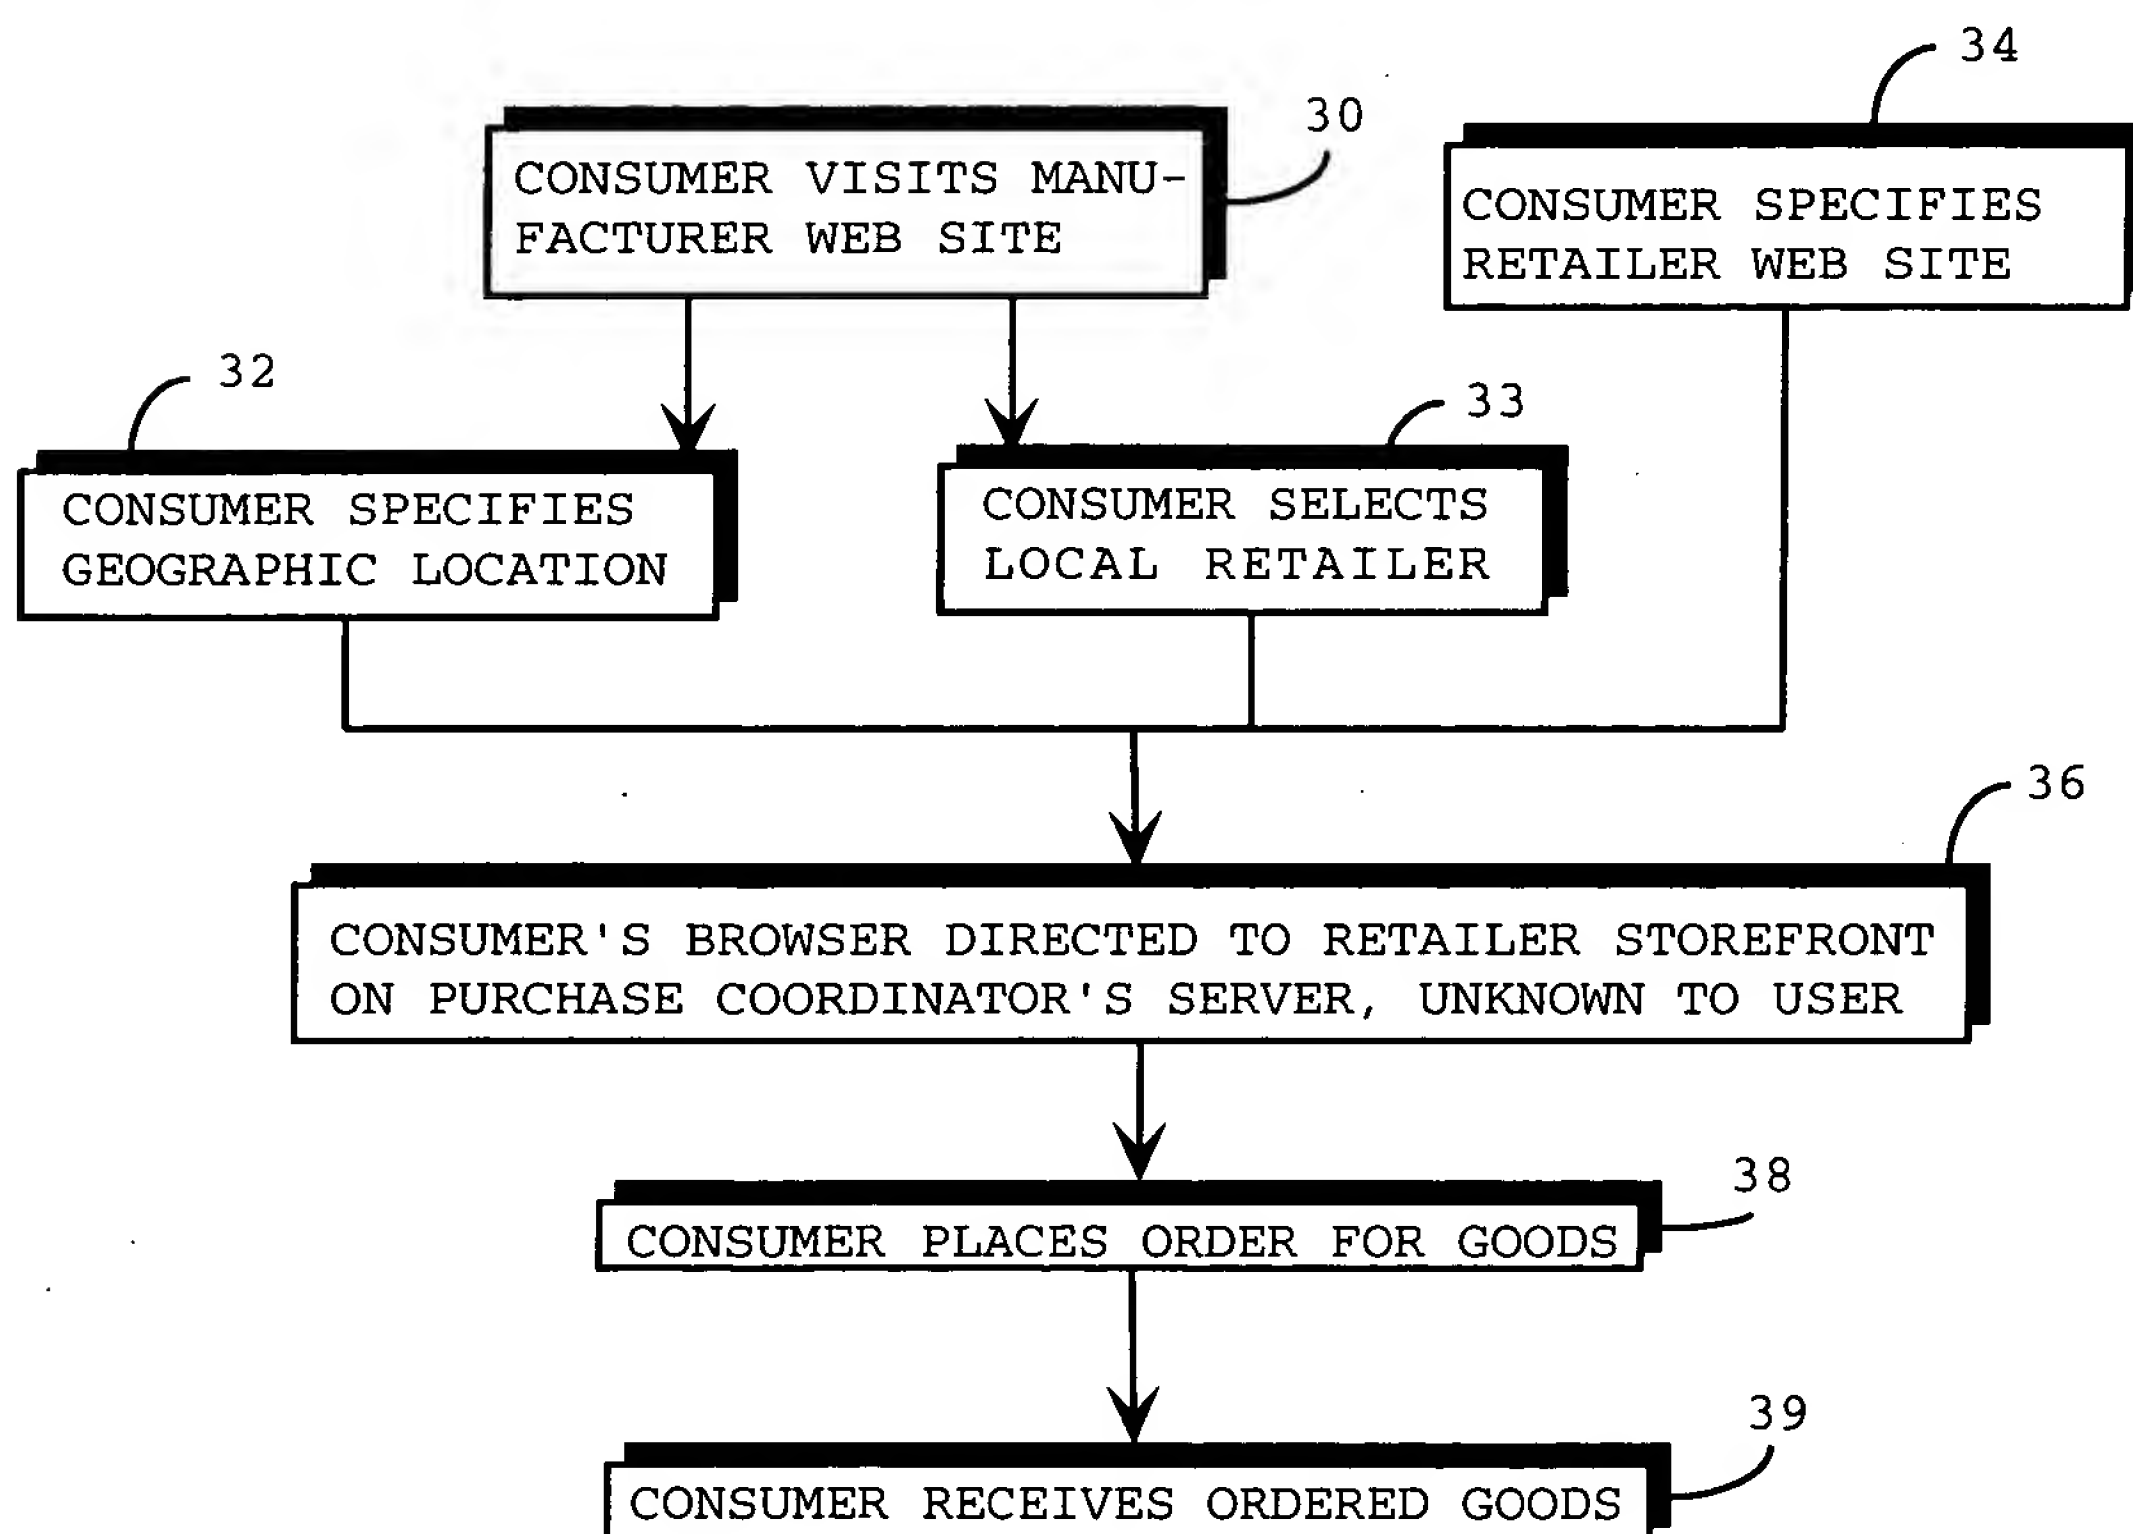 34
30
CONSUMER VISITS MANU-
FACTURER WEB SITE
CONSUMER SPECIFIES
RETAILER WEB SITE
32
33
CONSUMER SPECIFIES
GEOGRAPHIC LOCATION
CONSUMER SELECTS
LOCAL RETAILER
36
CONSUMER'S BROWSER DIRECTED TO RETAILER STOREFRONT
ON PURCHASE COORDINATOR'S SERVER, UNKNOWN TO USER
38
CONSUMER PLACES ORDER FOR GOODS
39
CONSUMER RECEIVES ORDERED GOODS